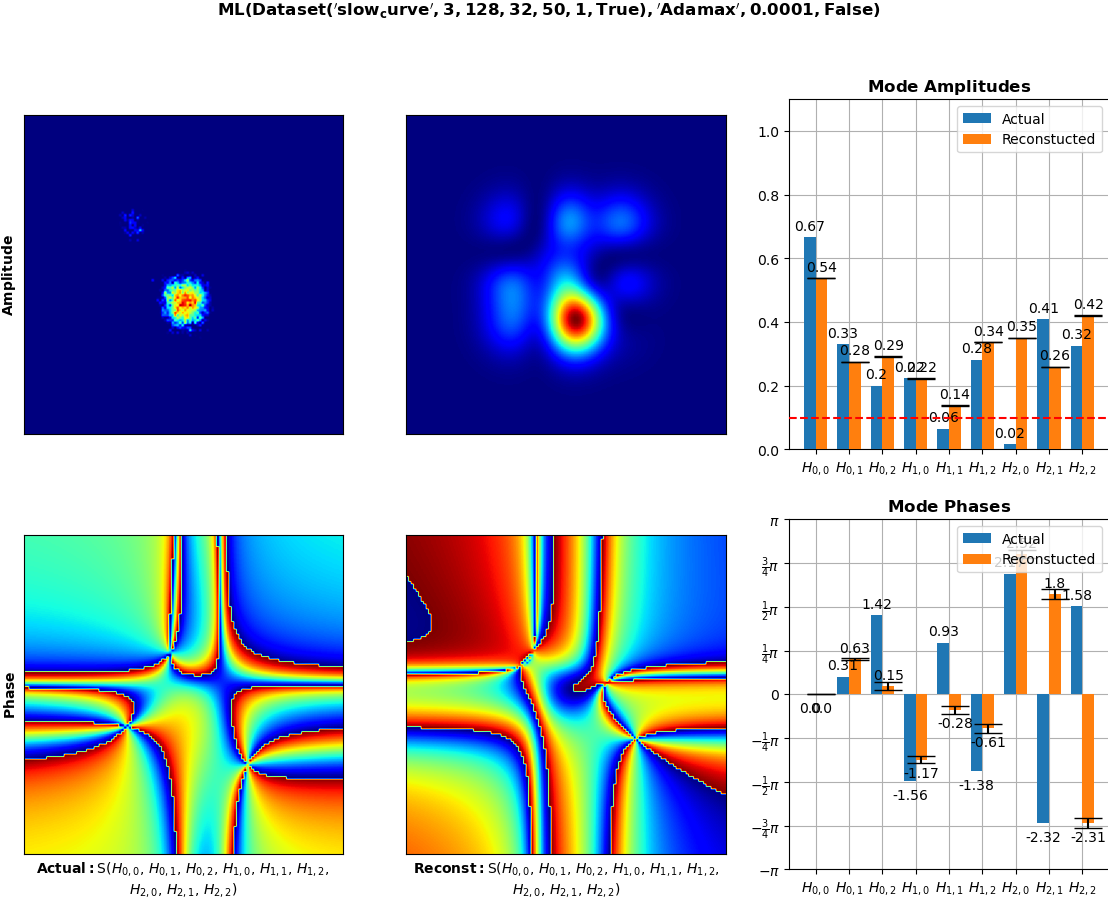 ML(Dataset('slow_curve', 3, 128, 32, 50, 1, True), 'Adamax', 0.0001, False)
Amplitude
Mode Amplitudes
Actual
Reconstucted
1.0
0.8
0.6
0.4
0.2
0.0
0.67
0.54
0.33
0.28
0.2
0.29
0.22
0.22
0.06
0.14
0.28
0.34
0.02
0.35
0.41
0.26
0.32
0.42
H0,0 H0,1 H0,2 H1,0 H1,1 H1,2 H2,0 H2,1 H2,2
Phase
Actual: S(H0,0, H0,1, H0,2, H1,0, H1,1, H1,2,
H2,0, H2,1, H2,2)
Reconst: S(H0,0, H0,1, H0,2, H1,0, H1,1, H1,2,
H2,0, H2,1, H2,2)
Mode Phases
Actual
Reconstucted
π
3/4π
1/2π
1/4π
0
−1/4π
−1/2π
−3/4π
−π
0.0
0.0
0.31
0.63
1.42
0.15
-1.56
-1.17
0.93
-0.28
-1.38
-0.61
-2.32
1.8
1.58
-2.31
H0,0 H0,1 H0,2 H1,0 H1,1 H1,2 H2,0 H2,1 H2,2